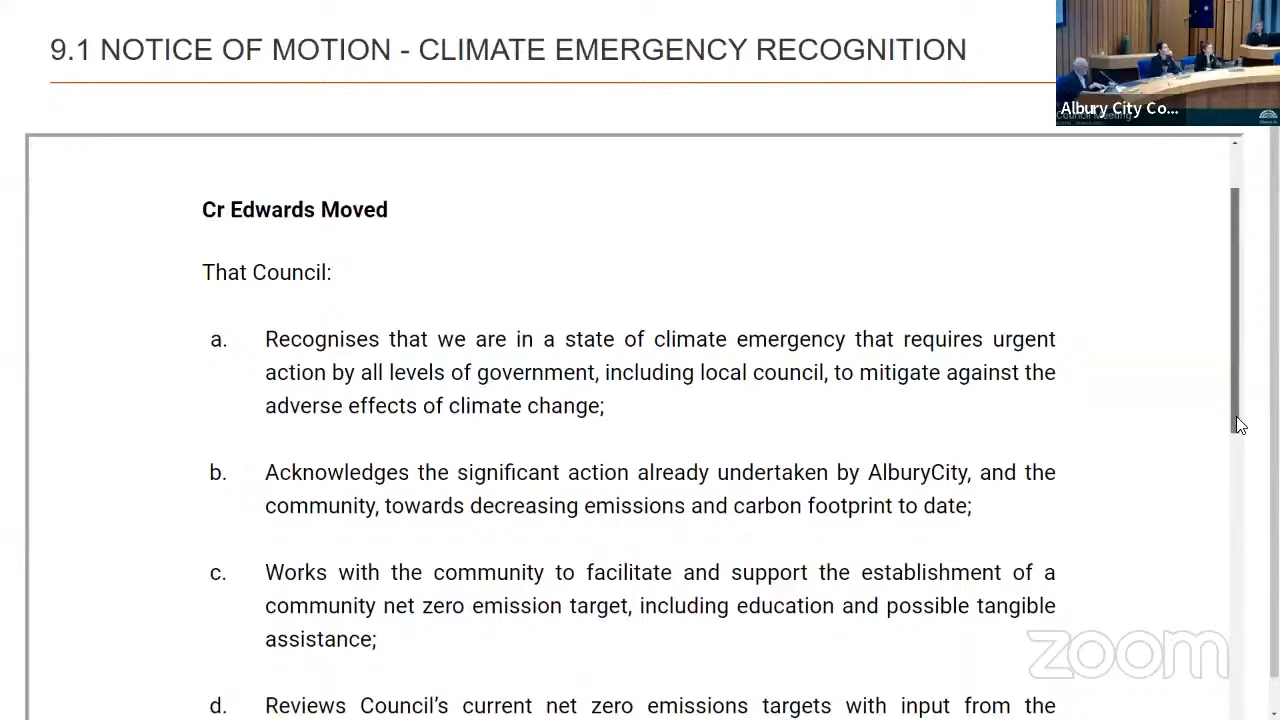 9.1 NOTICE OF MOTION - CLIMATE EMERGENCY RECOGNITION
Albury City Co...
Council Meeting
Cr Edwards Moved
That Council:
a. Recognises that we are in a state of climate emergency that requires urgent
action by all levels of government, including local council, to mitigate against the
adverse effects of climate change;
b. Acknowledges the significant action already undertaken by AlburyCity, and the
community, towards decreasing emissions and carbon footprint to date;
c. Works with the community to facilitate and support the establishment of a
community net zero emission target, including education and possible tangible
assistance;
zoom
d. Reviews Council's current net zero emissions targets with input from the